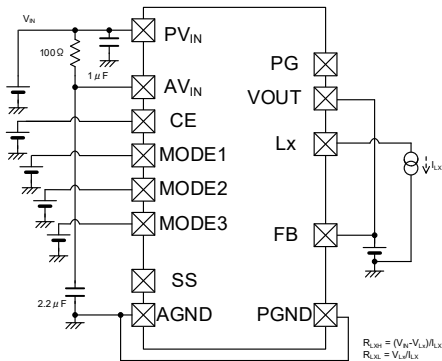 VIN
PVIN
100Ω
1μF
AVIN
CE
MODE1
MODE2
MODE3
SS
2.2μF
AGND
PG
VOUT
Lx
ILX
FB
PGND
RLXH = (VIN-VLx)/ILX
RLXL = VLx/ILX